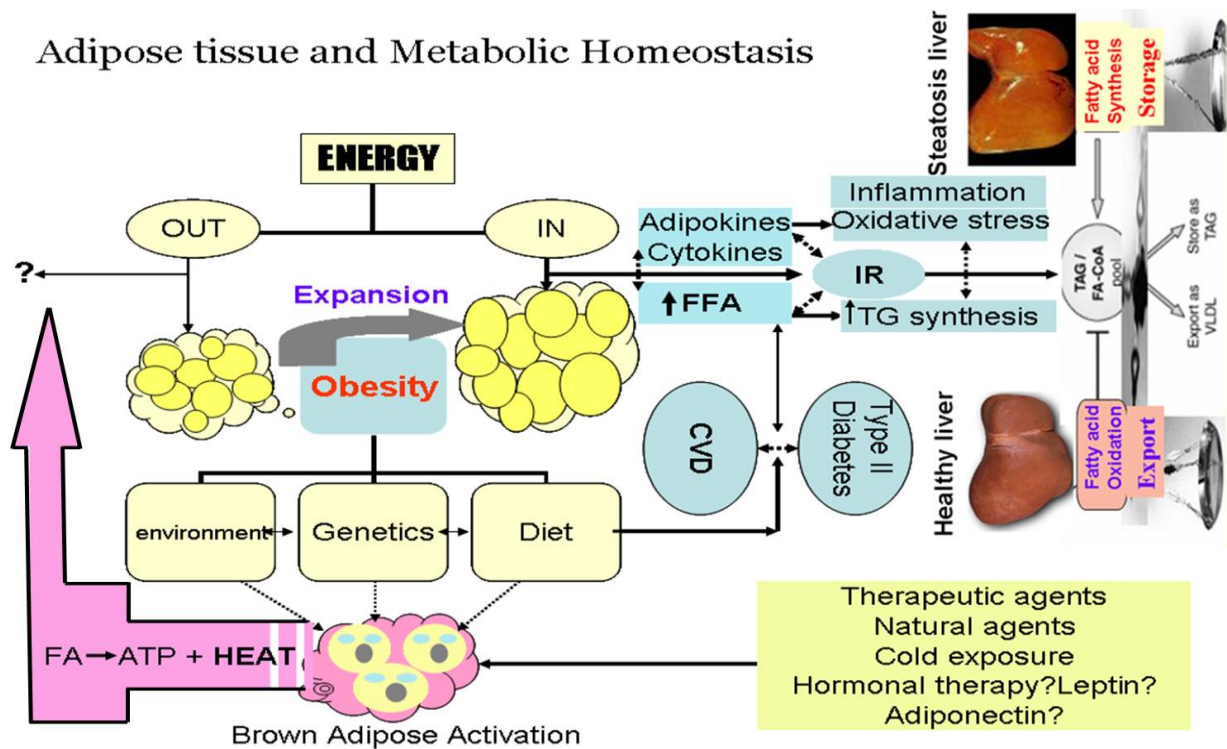 Adipose tissue and Metabolic Homeostasis
ENERGY
OUT
IN
?
Expansion
Obesity
environment
Genetics
Diet
FA→ATP + HEAT
Brown Adipose Activation
Adipokines
Cytokines
↑FFA
Inflammation
Oxidative stress
IR
↑TG synthesis
CVD
Type II
Diabetes
Steatosis liver
Fatty acid
Synthesis
Storage
TAG /
FA-CoA
pool
Store as
TAG
Export as
VLDL
Healthy liver
Fatty acid
Oxidation
Export
Therapeutic agents
Natural agents
Cold exposure
Hormonal therapy?Leptin?
Adiponectin?